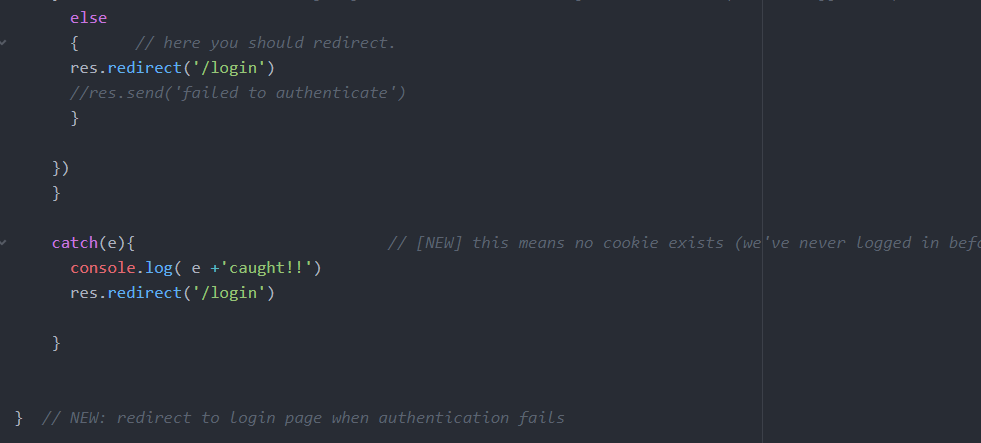 else
{ // here you should redirect.
res.redirect('/login')
//res.send('failed to authenticate')
}
})
}
catch(e){ // [NEW] this means no cookie exists (we've never logged in befo
console.log( e +'caught!!')
res.redirect('/login')
}
} // NEW: redirect to login page when authentication fails